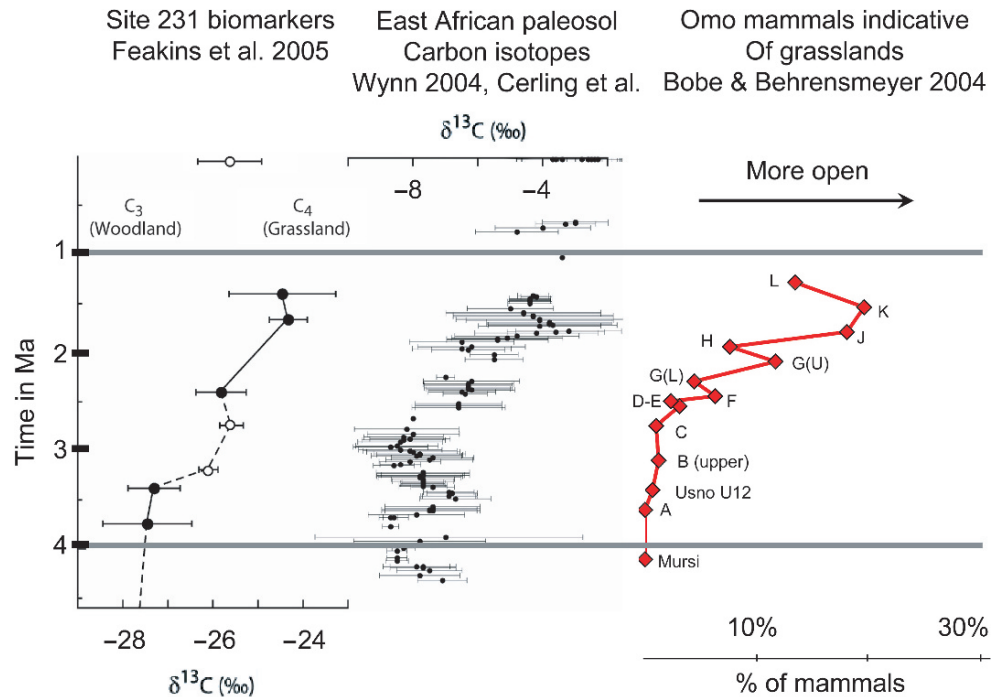 Site 231 biomarkers
Feakins et al. 2005
East African paleosol
Carbon isotopes
Wynn 2004, Cerling et al.
Omo mammals indicative
Of grasslands
Bobe & Behrensmeyer 2004
δ13C (‰)
−8 −4
More open
C3
(Woodland)
C4
(Grassland)
1
L
K
J
H
2
G(U)
G(L)
F
D-E
C
Time in Ma
3
B (upper)
Usno U12
A
4
Mursi
−28 −26 −24
δ13C (‰)
10% 30%
% of mammals